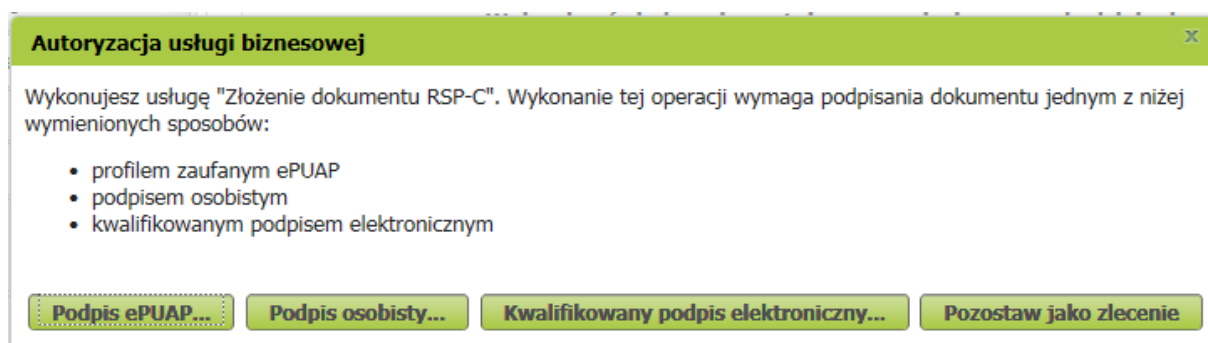 Autoryzacja usługi biznesowej
x
Wykonujesz usługę "Złożenie dokumentu RSP-C". Wykonanie tej operacji wymaga podpisania dokumentu jednym z niżej
wymienionych sposobów:
• profilem zaufanym ePUAP
• podpisem osobistym
• kwalifikowanym podpisem elektronicznym
Podpis ePUAP... Podpis osobisty... Kwalifikowany podpis elektroniczny... Pozostaw jako zlecenie